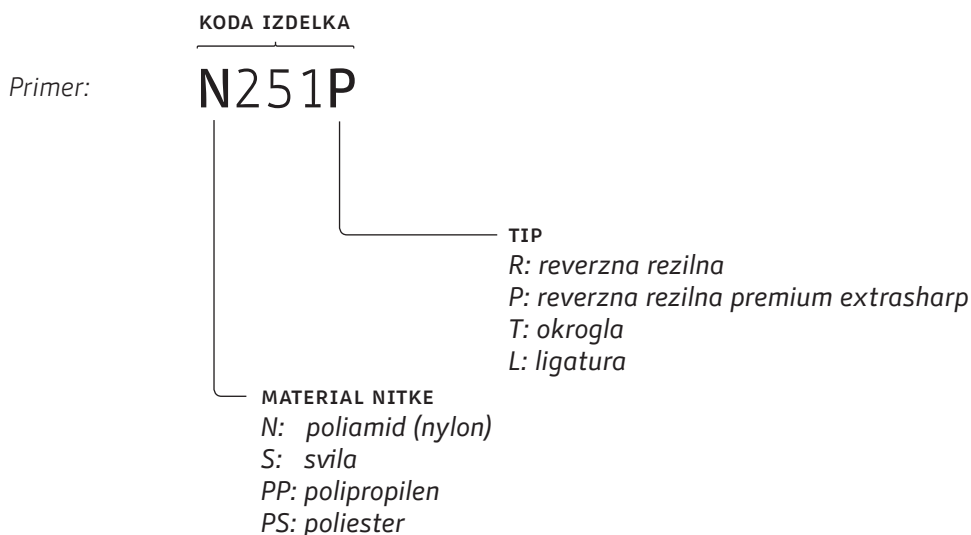 KODA IZDELKA
Primer: N251P
TIP
R: reverzna rezilna
P: reverzna rezilna premium extrasharp
T: okrogla
L: ligatura
MATERIAL NITKE
N: poliamid (nylon)
S: svila
PP: polipropilen
PS: poliester